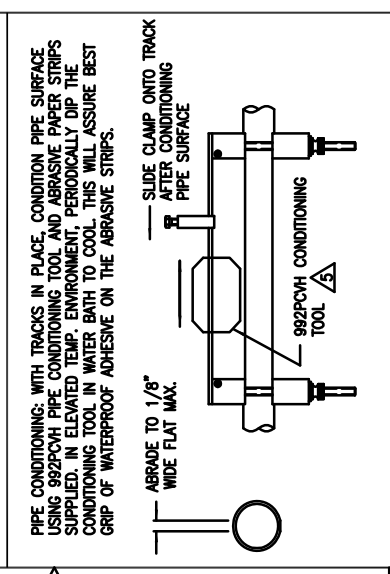 PIPE CONDITIONING: WITH TRACKS IN PLACE, CONDITION PIPE SURFACE
USING 992PCVH PIPE CONDITIONING TOOL AND ABRASIVE PAPER STRIPS
SUPPLIED. IN ELEVATED TEMP. ENVIRONMENT, PERIODICALLY DIP THE
CONDITIONING TOOL IN WATER BATH TO COOL. THIS WILL ASSURE BEST
GRIP OF WATERPROOF ADHESIVE ON THE ABRASIVE STRIPS.
ABRADE TO 1/8"
WIDE FLAT MAX.
SLIDE CLAMP ONTO TRACK
AFTER CONDITIONING
PIPE SURFACE
992PCVH CONDITIONING
TOOL
5